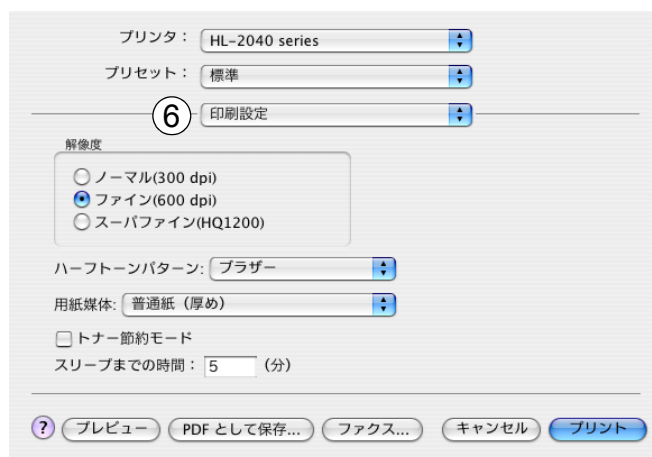 プリンタ： HL-2040 series
プリセット： 標準
⑥ 印刷設定
解像度
ノーマル(300 dpi)
ファイン(600 dpi)
スーパファイン(HQ1200)
ハーフトーンパターン: ブラザー
用紙媒体: 普通紙（厚め）
トナー節約モード
スリープまでの時間： 5 （分）
? プレビュー PDF として保存... ファクス... キャンセル プリント